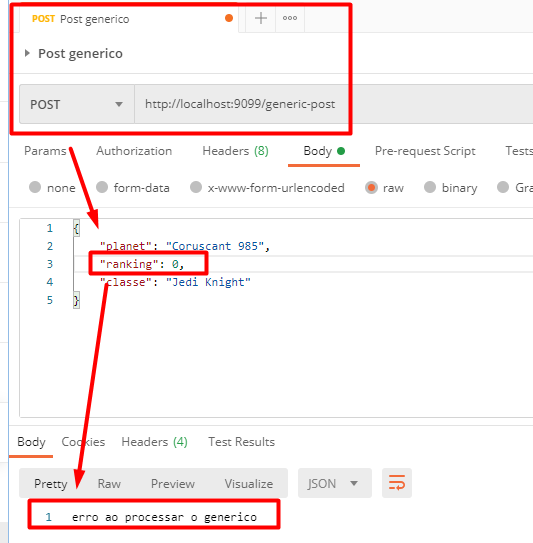 POST Post generico
+ ooo
Post generico
POST http://localhost:9099/generic-post
Params Authorization Headers (8) Body Pre-request Script Tests
none form-data x-www-form-urlencoded raw binary Gra
1 {
2 "planet": "Coruscant 985",
3 "ranking": 0,
4 "classe": "Jedi Knight"
5 }
Body Cookies Headers (4) Test Results
Pretty Raw Preview Visualize JSON
1 erro ao processar o generico